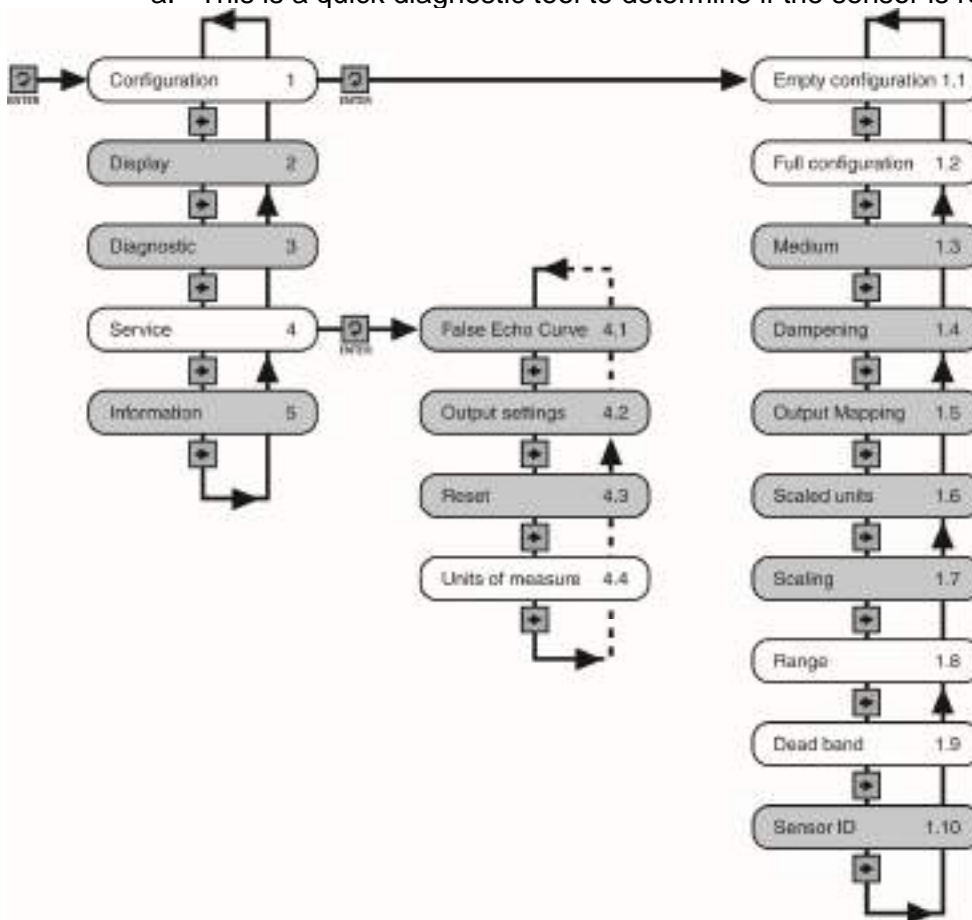 a. This is a quick diagnostic tool to determine if the sensor is
ENTER
Configuration 1
ENTER
Empty configuration 1.1
Display 2
Full configuration 1.2
Diagnostic 3
Medium 1.3
Service 4
ENTER
False Echo Curve 4.1
Dampening 1.4
Information 5
Output settings 4.2
Output Mapping 1.5
Reset 4.3
Scaled units 1.6
Units of measure 4.4
Scaling 1.7
Range 1.8
Dead band 1.9
Sensor ID 1.10